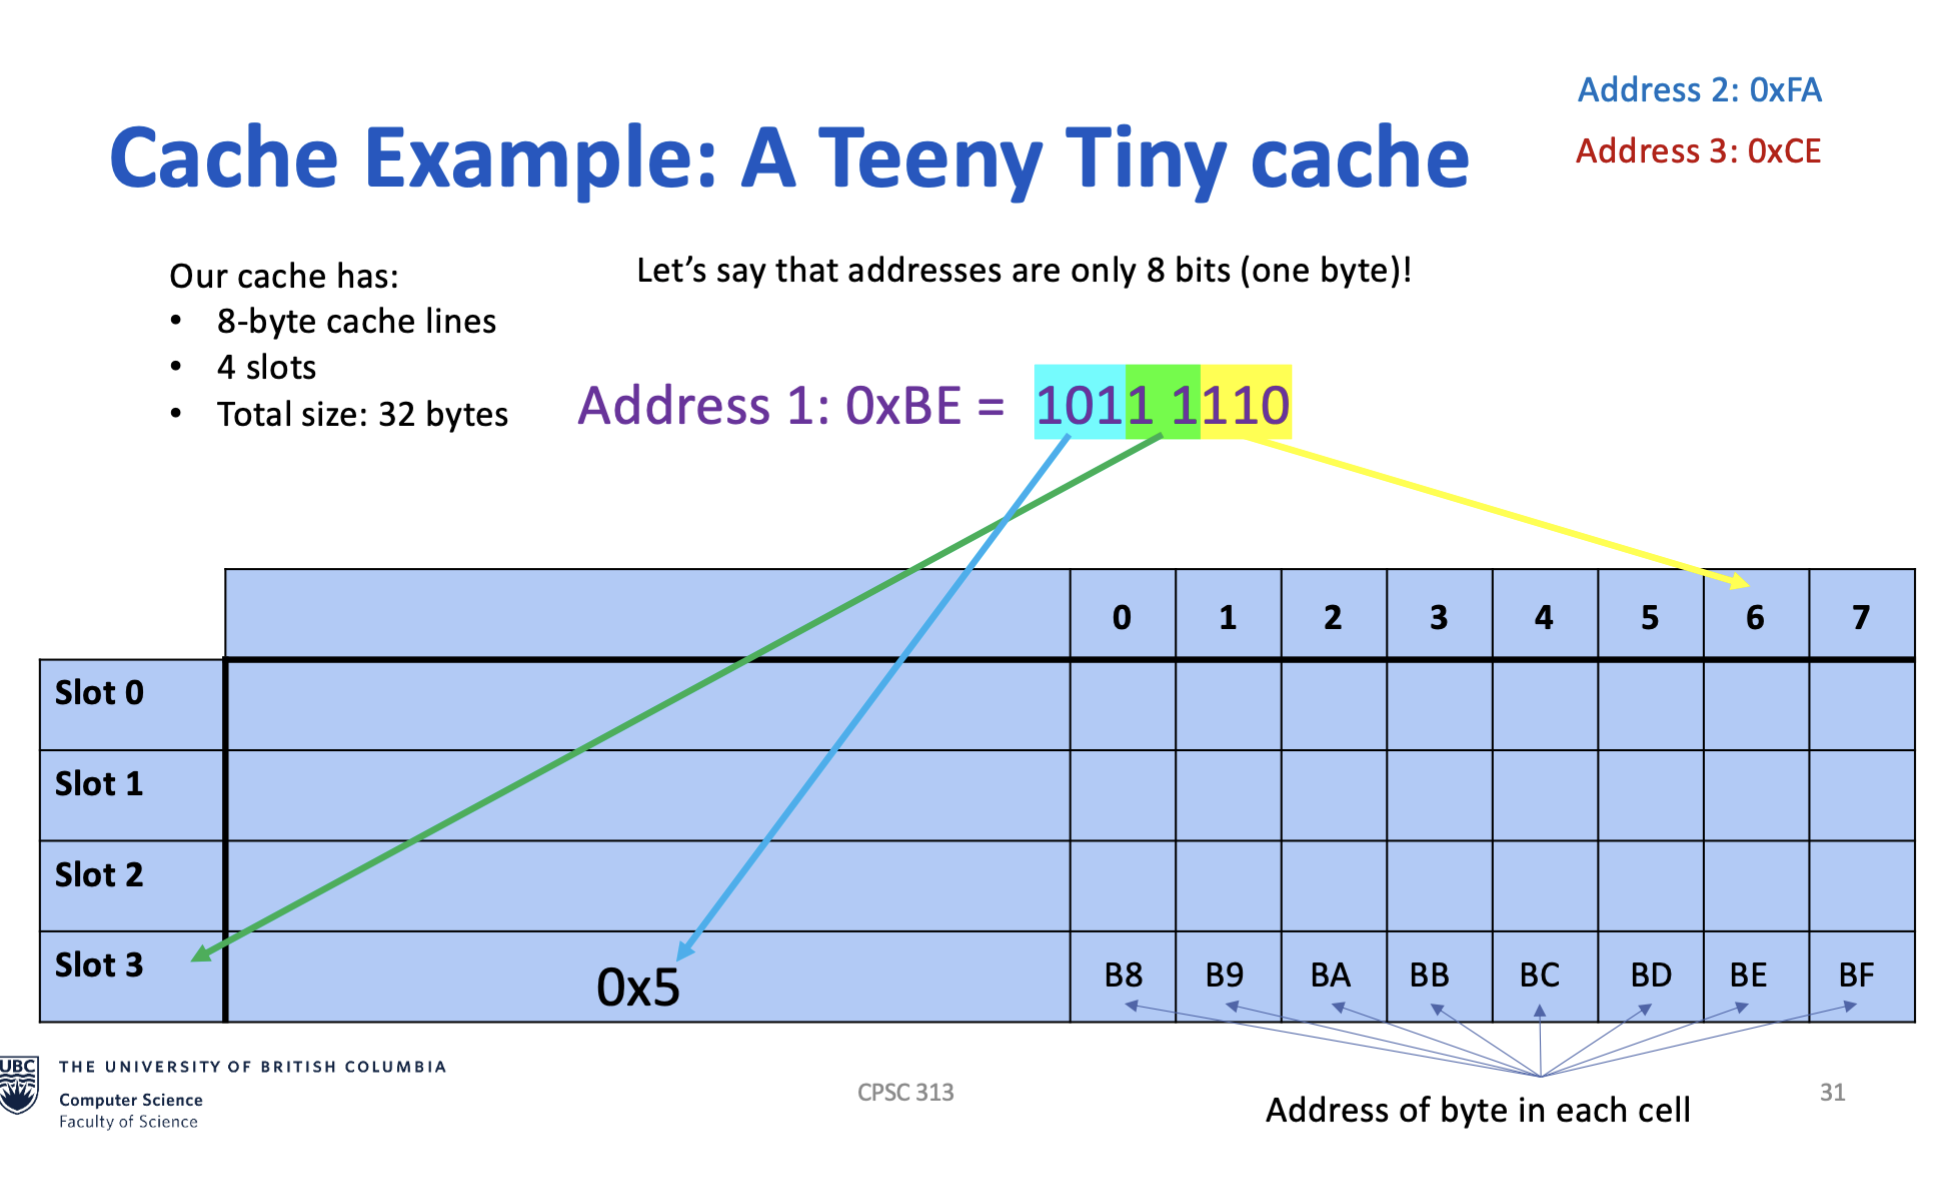 Address 2: 0xFA
Cache Example: A Teeny Tiny cache
Address 3: 0xCE
Our cache has:
• 8-byte cache lines
• 4 slots
• Total size: 32 bytes
Let's say that addresses are only 8 bits (one byte)!
Address 1: 0xBE = 1011 1110
0 1 2 3 4 5 6 7
Slot 0
Slot 1
Slot 2
Slot 3 0x5 B8 B9 BA BB BC BD BE BF
Address of byte in each cell
UBC
THE UNIVERSITY OF BRITISH COLUMBIA
Computer Science
Faculty of Science
CPSC 313
31